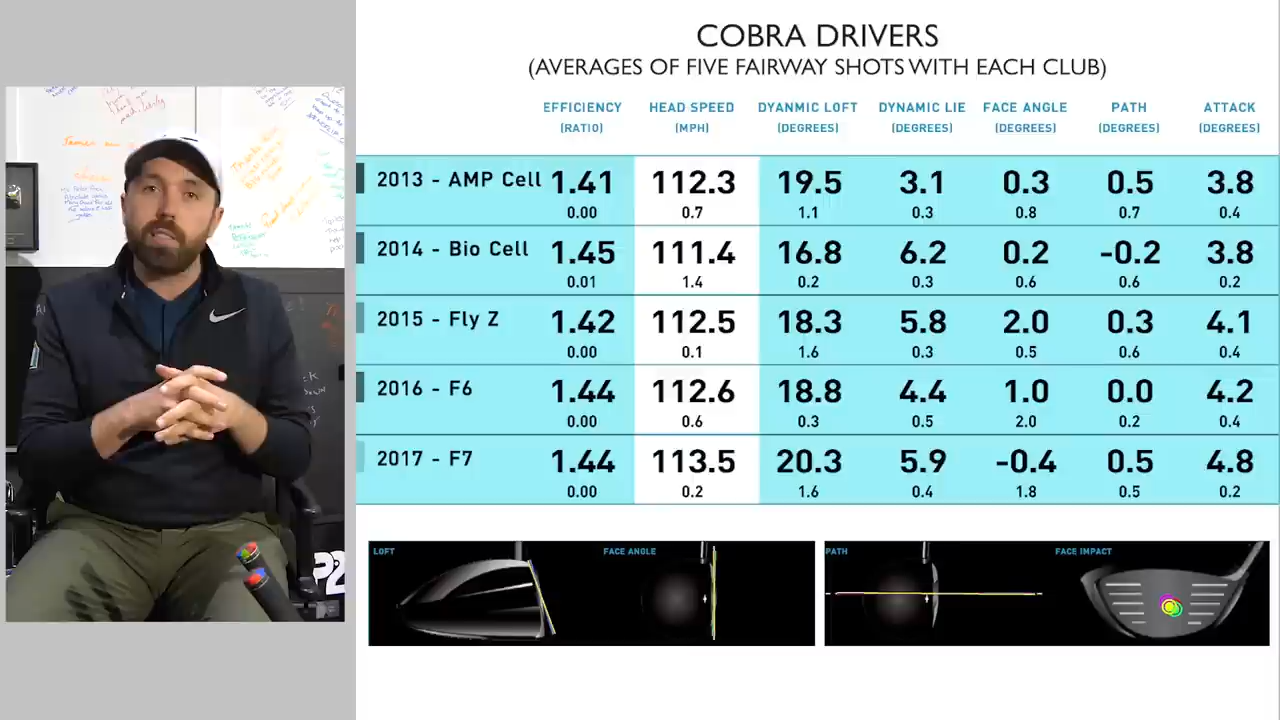 COBRA DRIVERS
(AVERAGES OF FIVE FAIRWAY SHOTS WITH EACH CLUB)
EFFICIENCY HEAD SPEED DYANMIC LOFT DYNAMIC LIE FACE ANGLE PATH ATTACK
(RATIO) (MPH) (DEGREES) (DEGREES) (DEGREES) (DEGREES) (DEGREES)
2013 - AMP Cell 1.41 112.3 19.5 3.1 0.3 0.5 3.8
0.00 0.7 1.1 0.3 0.8 0.7 0.4
2014 - Bio Cell 1.45 111.4 16.8 6.2 0.2 -0.2 3.8
0.01 1.4 0.2 0.3 0.6 0.6 0.2
2015 - Fly Z 1.42 112.5 18.3 5.8 2.0 0.3 4.1
0.00 0.1 1.6 0.3 0.5 0.6 0.4
2016 - F6 1.44 112.6 18.8 4.4 1.0 0.0 4.2
0.00 0.6 0.3 0.5 2.0 0.2 0.4
2017 - F7 1.44 113.5 20.3 5.9 -0.4 0.5 4.8
0.00 0.2 1.6 0.4 1.8 0.5 0.2
LOFT FACE ANGLE PATH FACE IMPACT